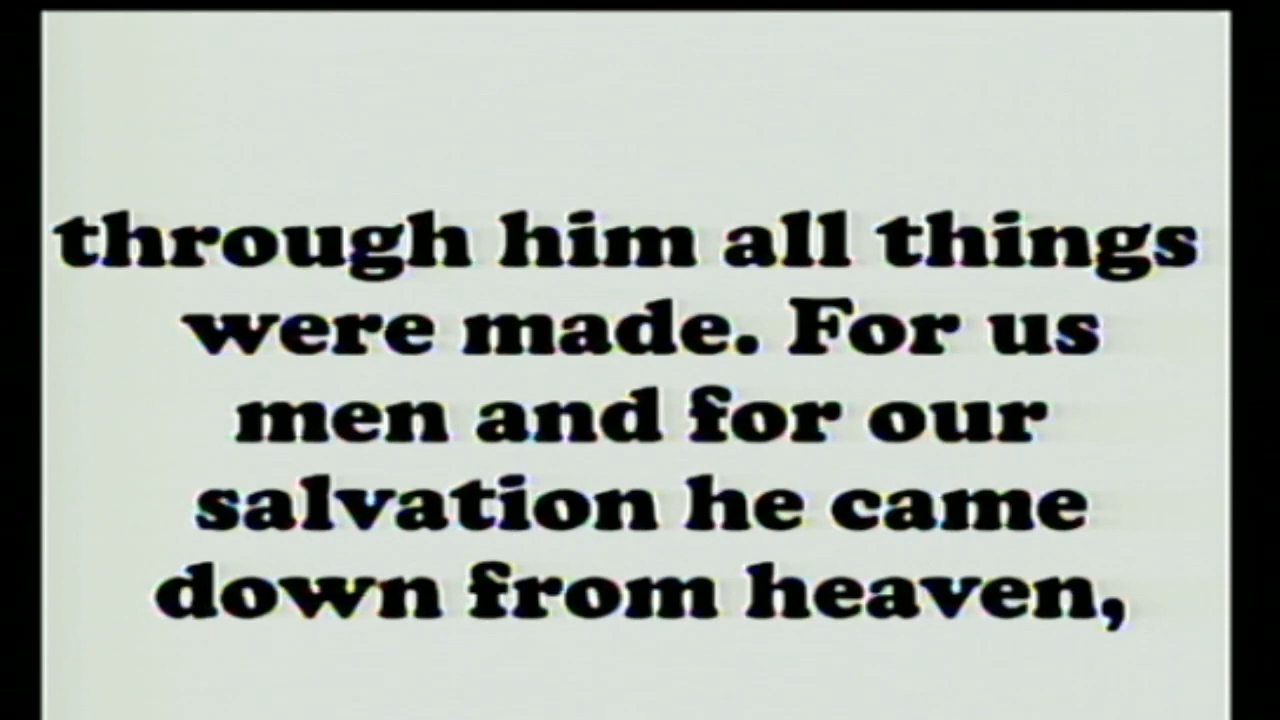 through him all things
were made. For us
men and for our
salvation he came
down from heaven,